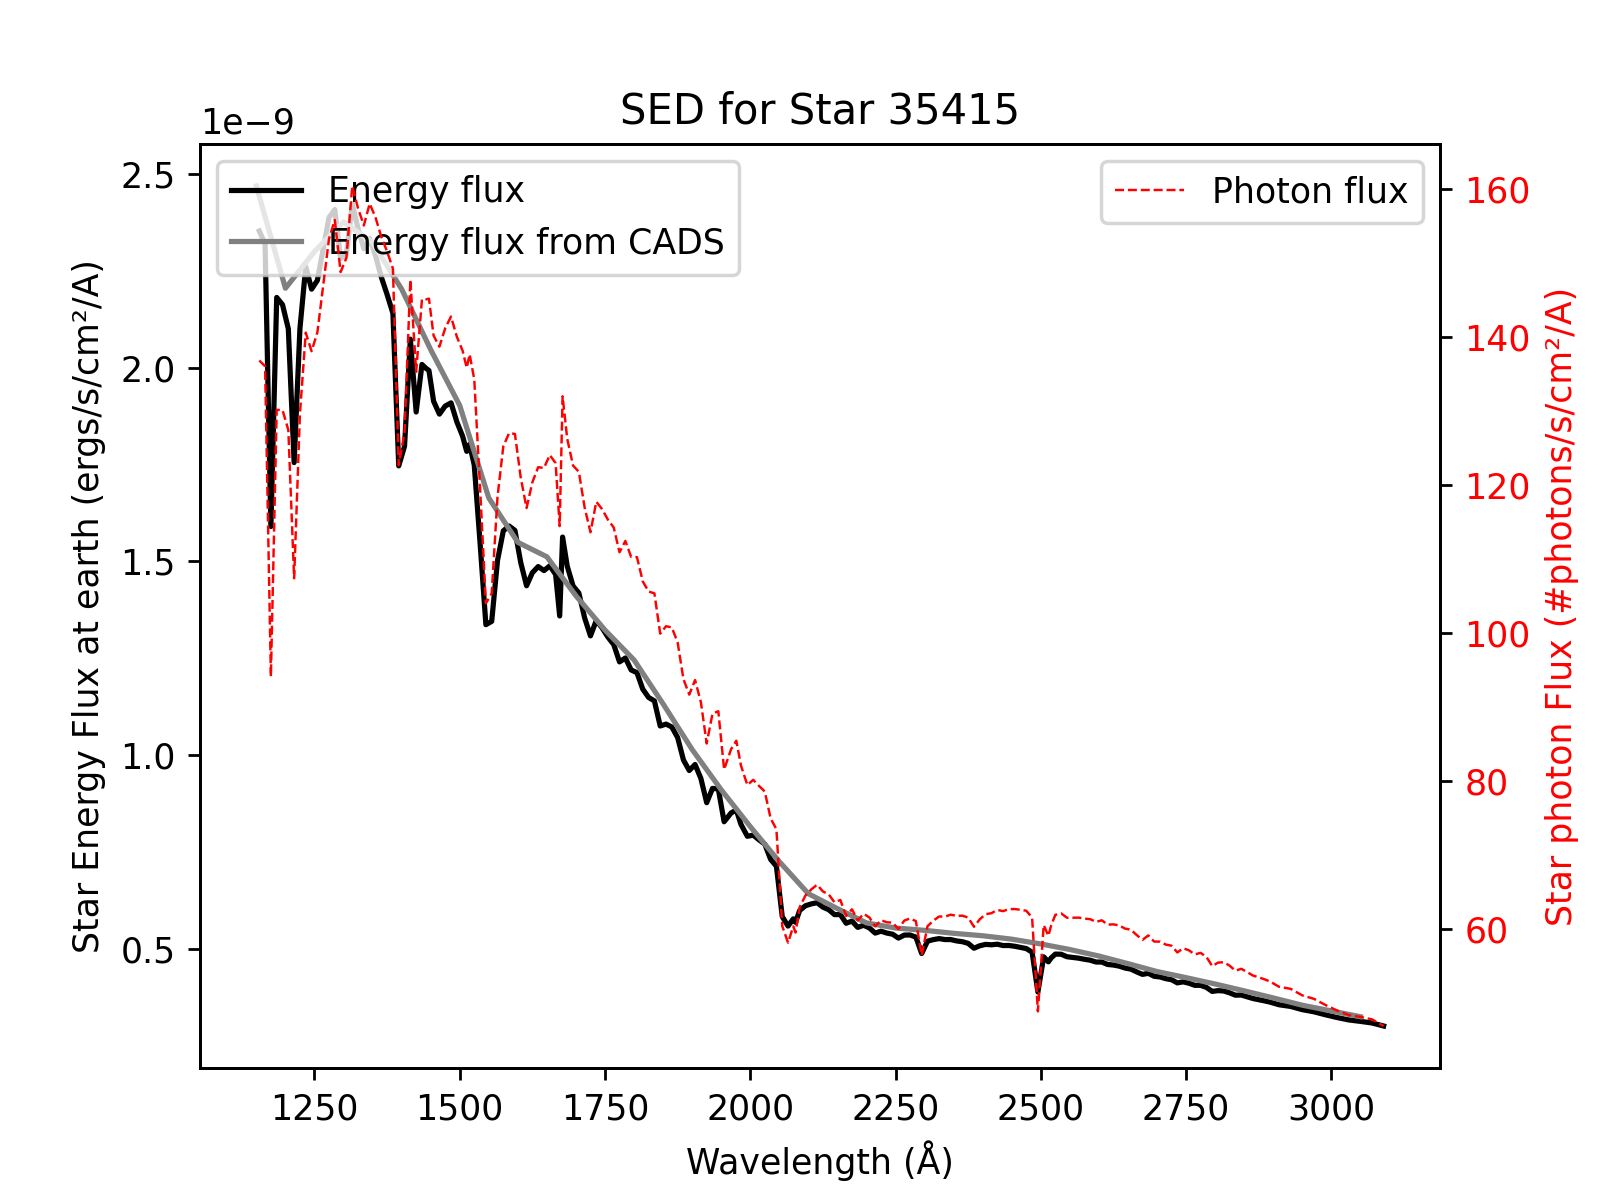 SED for Star 35415
1e−9
Energy flux
Energy flux from CADS
Photon flux
2.5
2.0
1.5
1.0
0.5
Star Energy Flux at earth (ergs/s/cm²/A)
160
140
120
100
80
60
Star photon Flux (#photons/s/cm²/A)
1250 1500 1750 2000 2250 2500 2750 3000
Wavelength (Å)